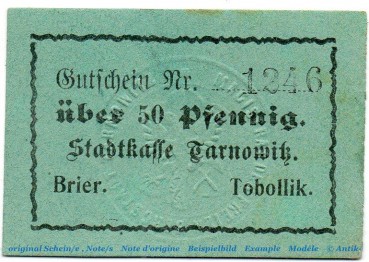 Gutschein Nr. 1246
über 50 Pfennig.
Stadtkasse Tarnowitz.
Brier. Tobollik.
original Schein/e . Note/s Note d'origine Beispielbild Example Modèle © Antik